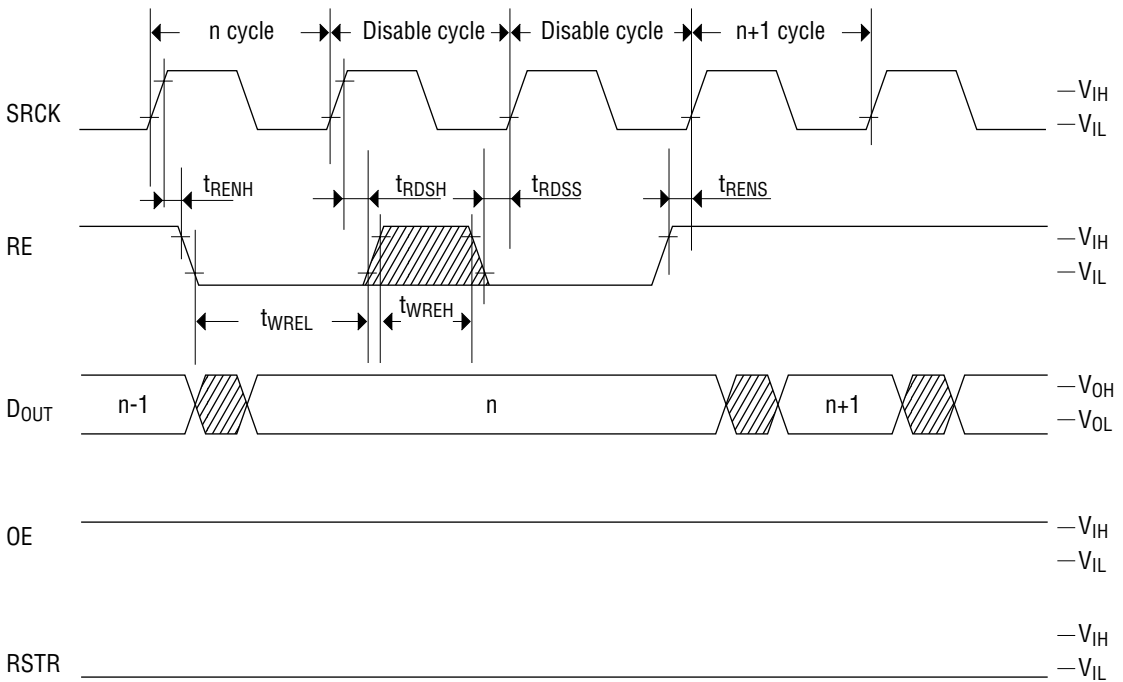 n cycle Disable cycle Disable cycle n+1 cycle
SRCK VIH
VIL
tRENH tRDSH tRDSS tRENS
RE VIH
VIL
tWREL tWREH
DOUT n-1 n n+1 VOH
VOL
OE VIH
VIL
RSTR VIH
VIL